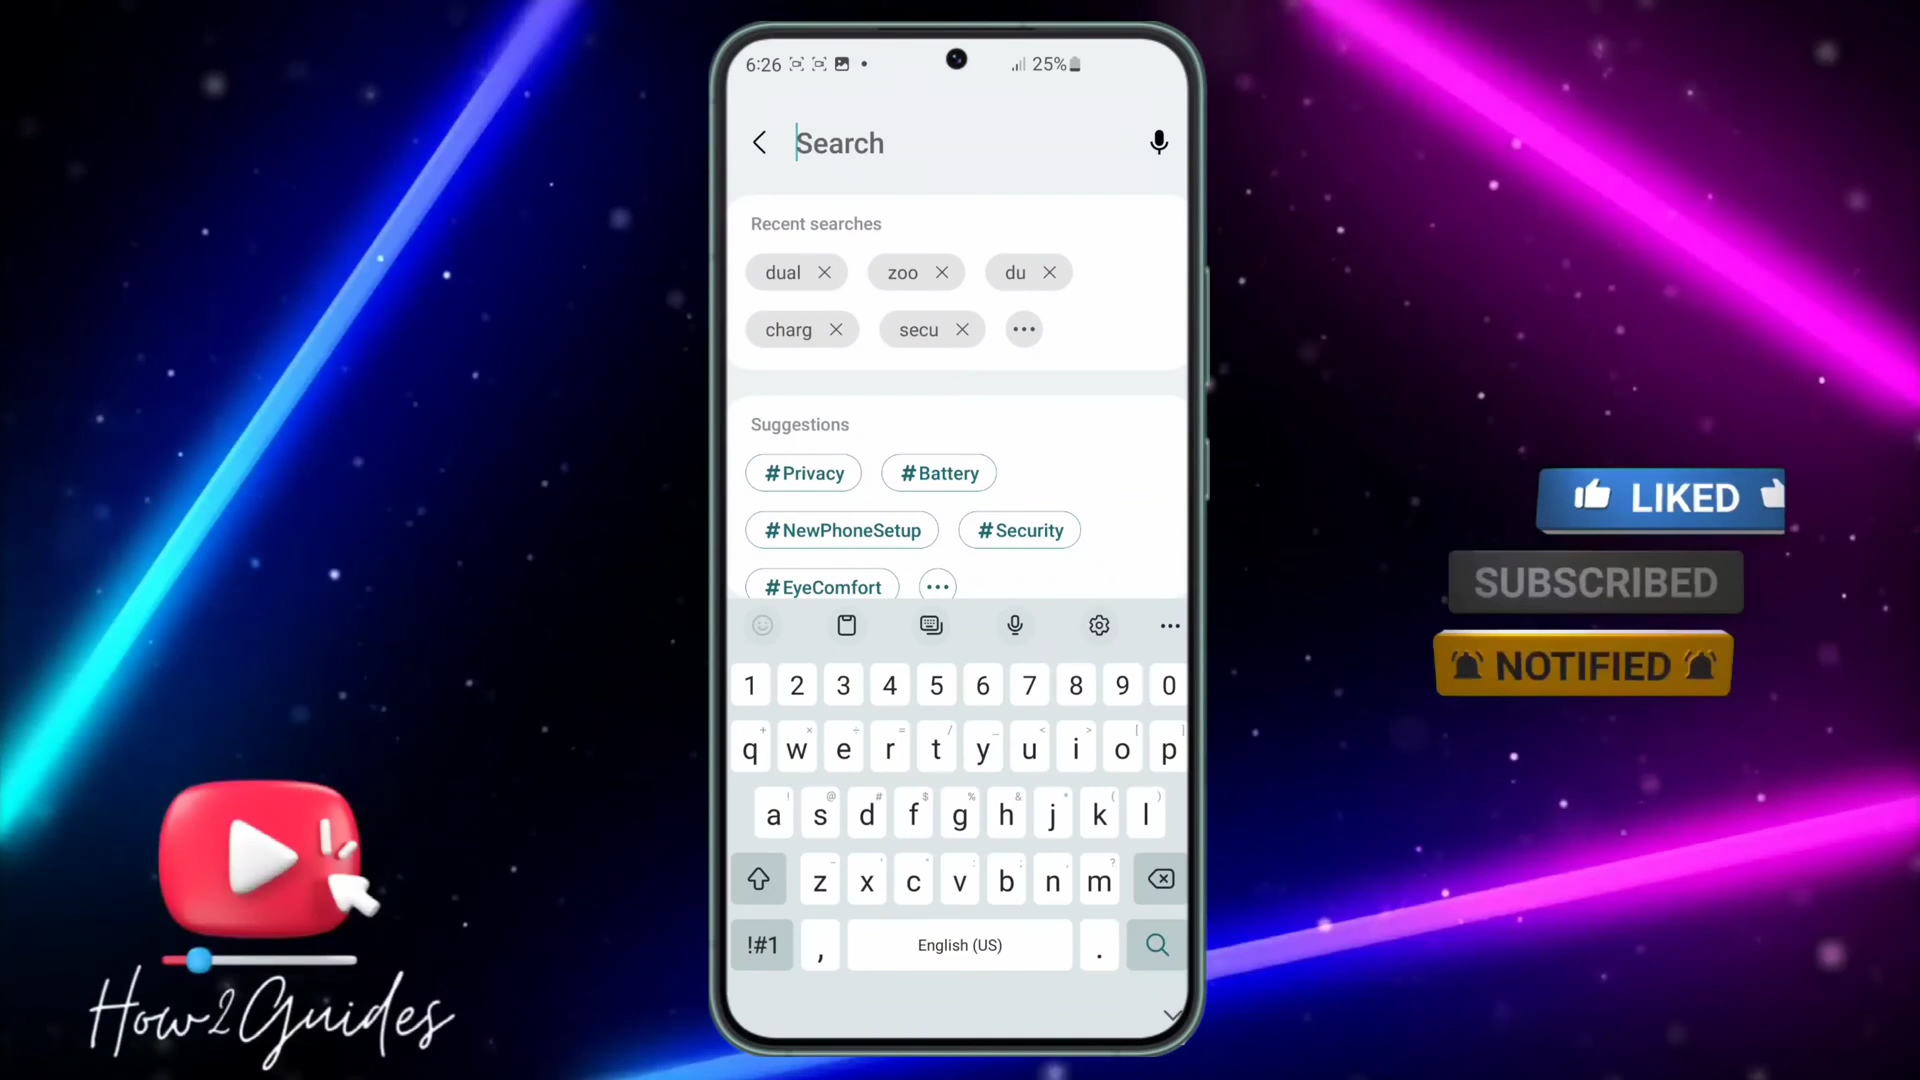 6:26 25%
Search
Recent searches
dual zoo du
charg secu
Suggestions
#Privacy #Battery
#NewPhoneSetup #Security
#EyeComfort
1 2 3 4 5 6 7 8 9 0
q w e r t y u i o p
a s d f g h j k l
z x c v b n m
!#1 , English (US) .
LIKED
SUBSCRIBED
NOTIFIED
How2Guides